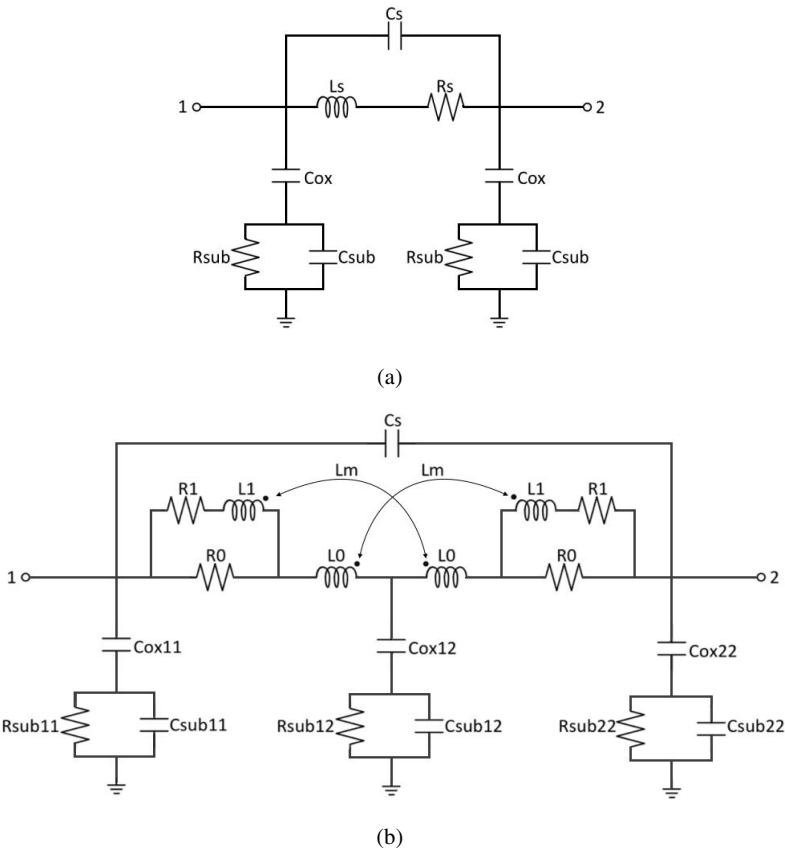 Cs
Ls Rs
1 2
Cox Cox
Rsub Csub Rsub Csub
(a)
Cs
Lm Lm
R1 L1 L1 R1
R0 L0 L0 R0
1 2
Cox11 Cox12 Cox22
Rsub11 Csub11 Rsub12 Csub12 Rsub22 Csub22
(b)